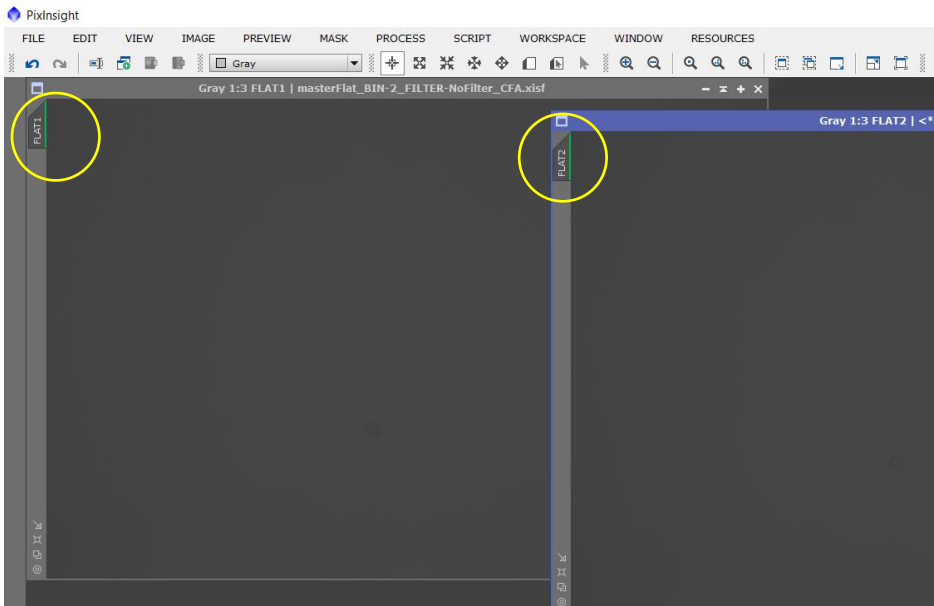 PixInsight
FILE EDIT VIEW IMAGE PREVIEW MASK PROCESS SCRIPT WORKSPACE WINDOW RESOURCES
Gray
Gray 1:3 FLAT1 | masterFlat_BIN-2_FILTER-NoFilter_CFA.xisf
FLAT1
Gray 1:3 FLAT2 | <*
FLAT2